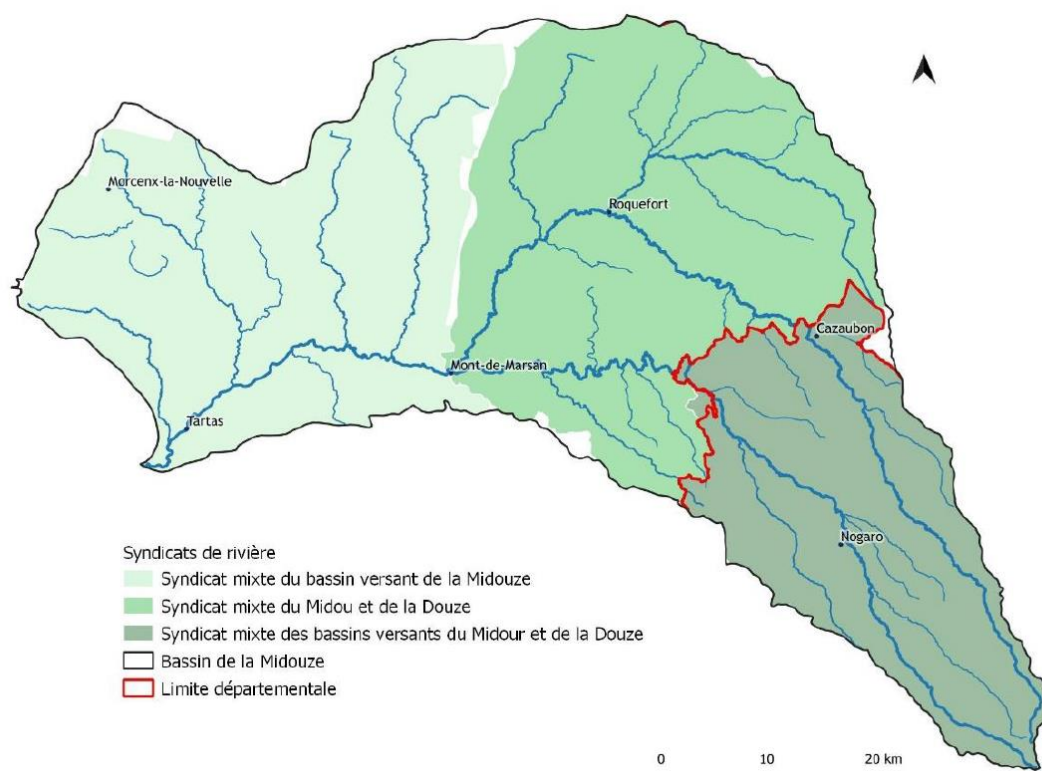 Morcenx-la-Nouvelle
Roquefort
Cazaubon
Mont-de-Marsan
Tartas
Nogaro
Syndicats de rivière
Syndicat mixte du bassin versant de la Midouze
Syndicat mixte du Midou et de la Douze
Syndicat mixte des bassins versants du Midour et de la Douze
Bassin de la Midouze
Limite départementale
0 10 20 km